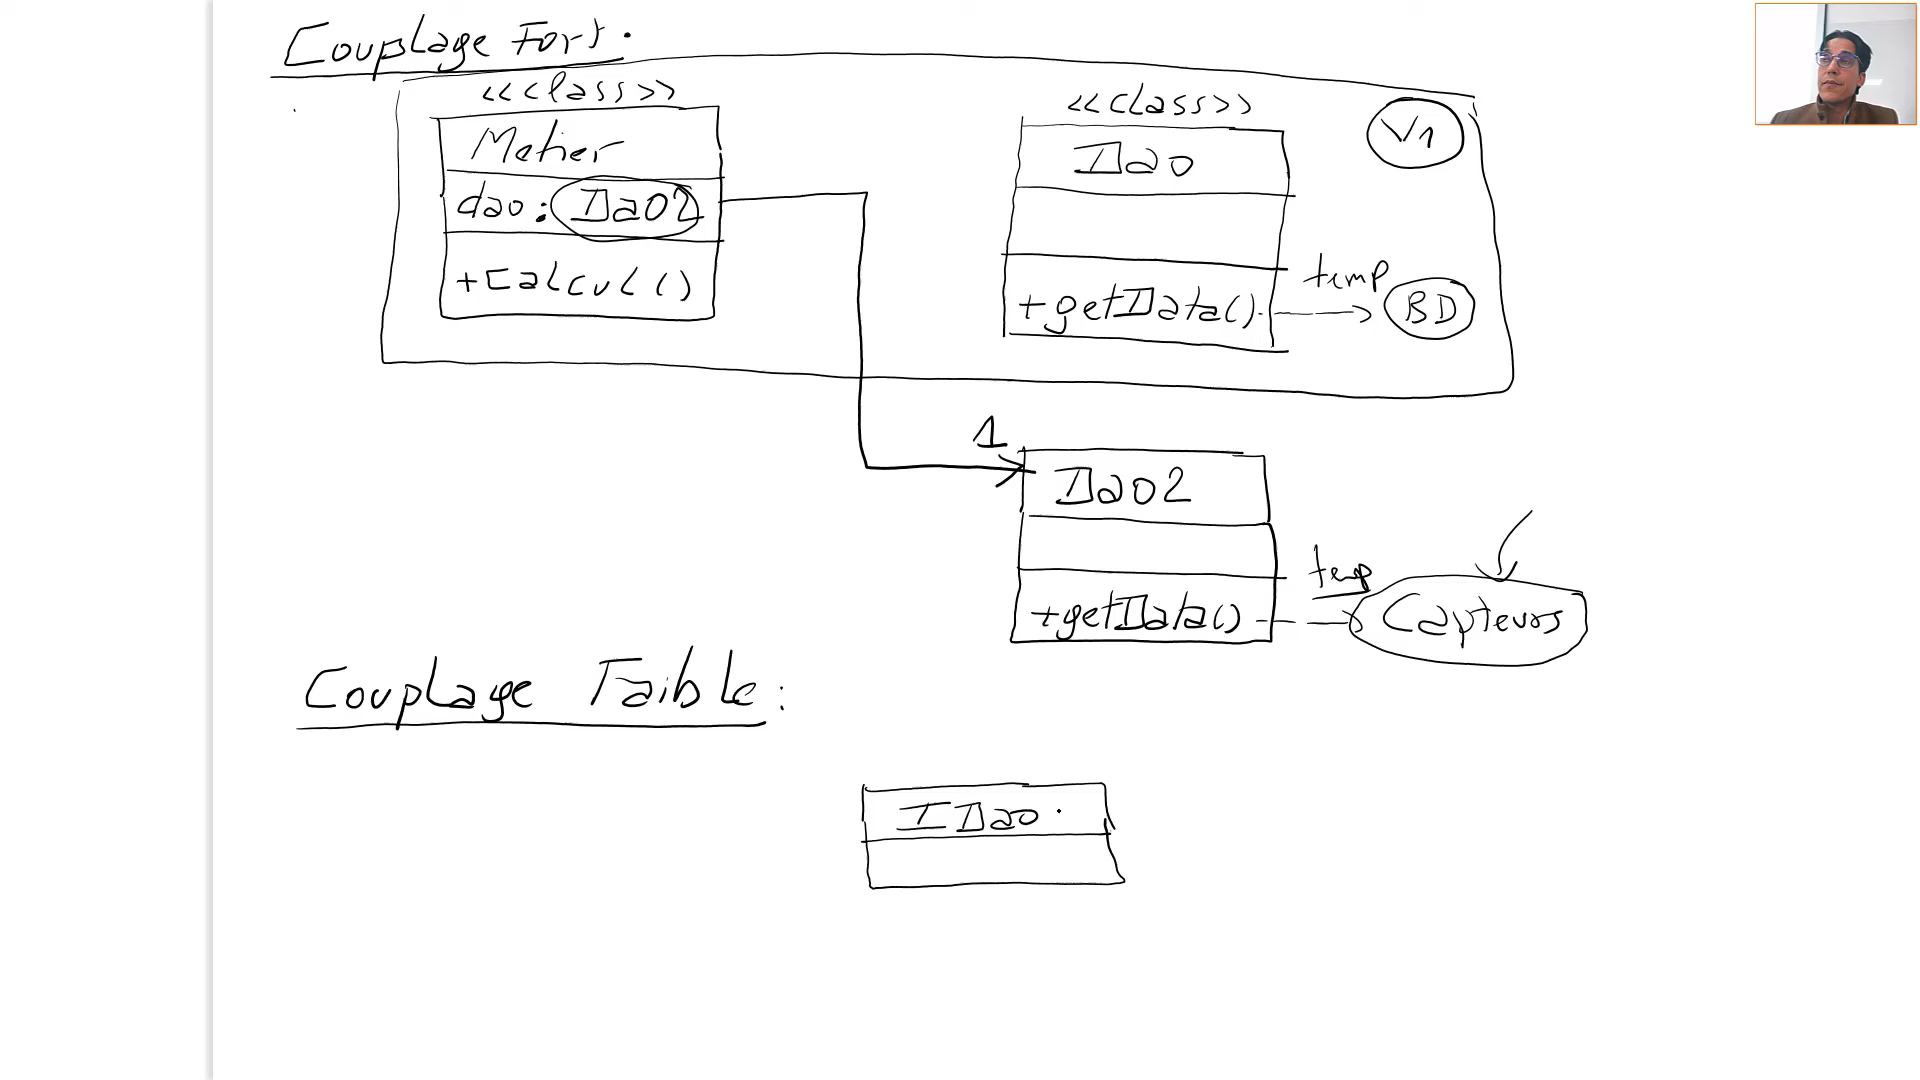 Couplage Fort.
<<class>>
Metier
dao: Dao2
+Calcul()
<<class>>
Dao
+getData()
temp
BD
V1
1
Dao2
+getData()
temp
Capteurs
Couplage Faible:
IDao